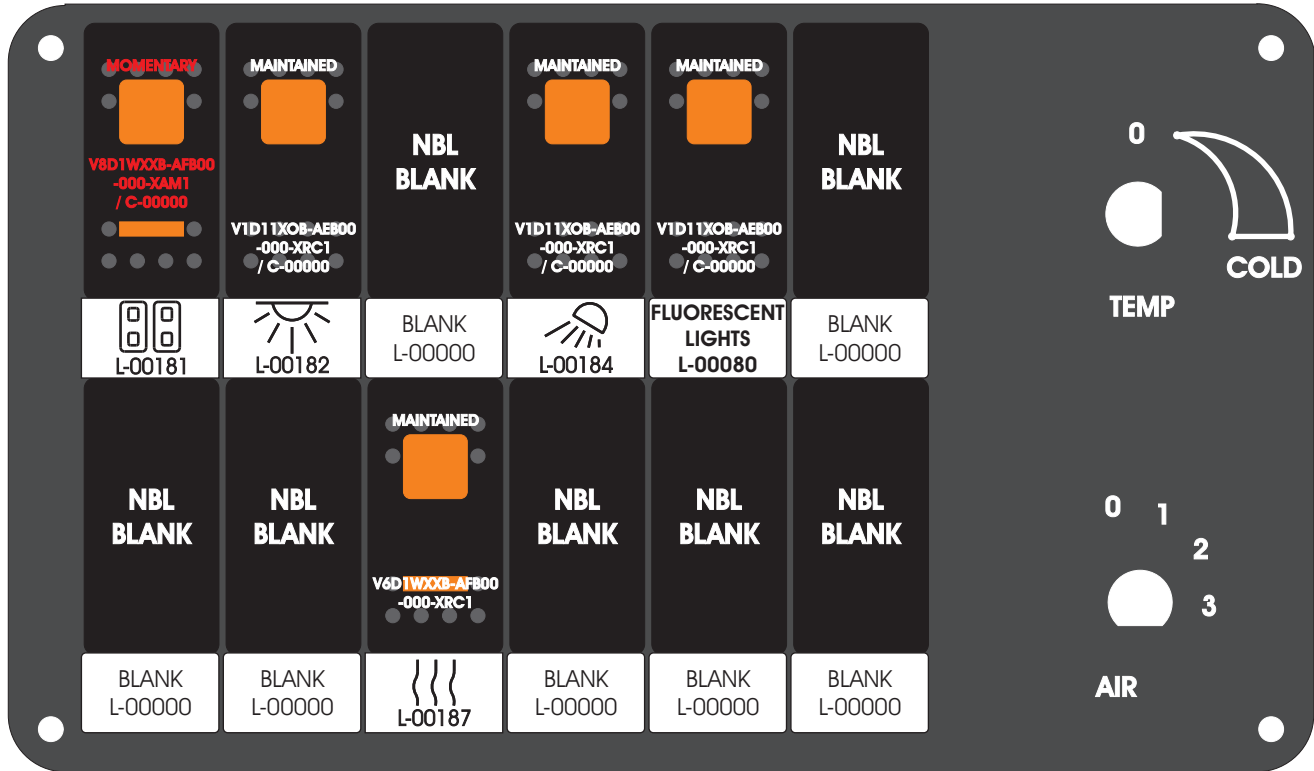 MOMENTARY
V8D1WXXB-AFB00
-000-XAM1
/ C-00000
L-00181
MAINTAINED
V1D11XOB-AEB00
-000-XRC1
/ C-00000
L-00182
NBL
BLANK
BLANK
L-00000
MAINTAINED
V1D11XOB-AEB00
-000-XRC1
/ C-00000
L-00184
MAINTAINED
V1D11XOB-AEB00
-000-XRC1
/ C-00000
FLUORESCENT
LIGHTS
L-00080
NBL
BLANK
BLANK
L-00000
0
COLD
TEMP
NBL
BLANK
BLANK
L-00000
NBL
BLANK
BLANK
L-00000
MAINTAINED
V6D1WXXB-AFB00
-000-XRC1
L-00187
NBL
BLANK
BLANK
L-00000
NBL
BLANK
BLANK
L-00000
NBL
BLANK
BLANK
L-00000
0
1
2
3
AIR